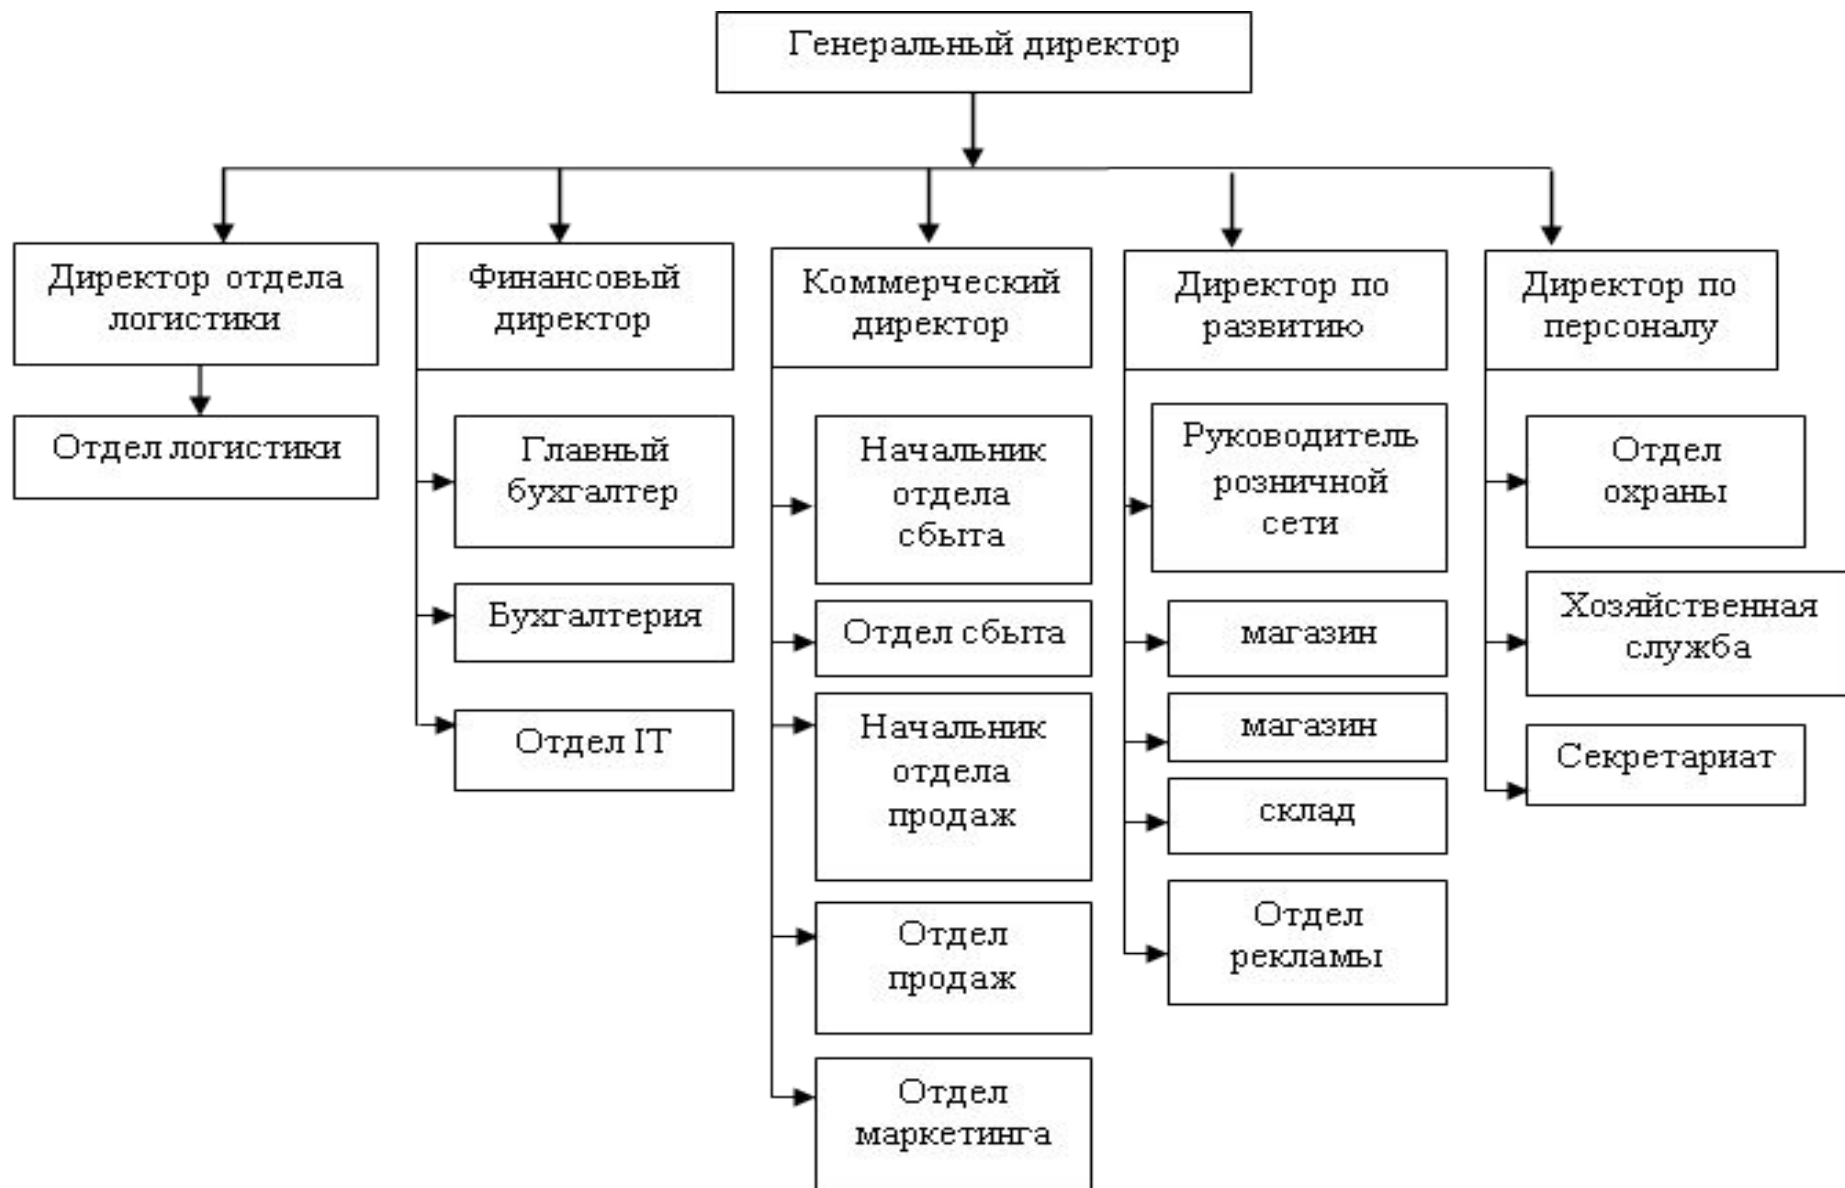 Генеральный директор
Директор отдела
логистики
Финансовый
директор
Коммерческий
директор
Директор по
развитию
Директор по
персоналу
Отдел логистики
Главный
бухгалтер
Бухгалтерия
Отдел IT
Начальник
отдела
сбыта
Отдел сбыта
Начальник
отдела
продаж
Отдел
продаж
Отдел
маркетинга
Руководитель
розничной
сети
магазин
магазин
склад
Отдел
рекламы
Отдел
охраны
Хозяйственная
служба
Секретариат